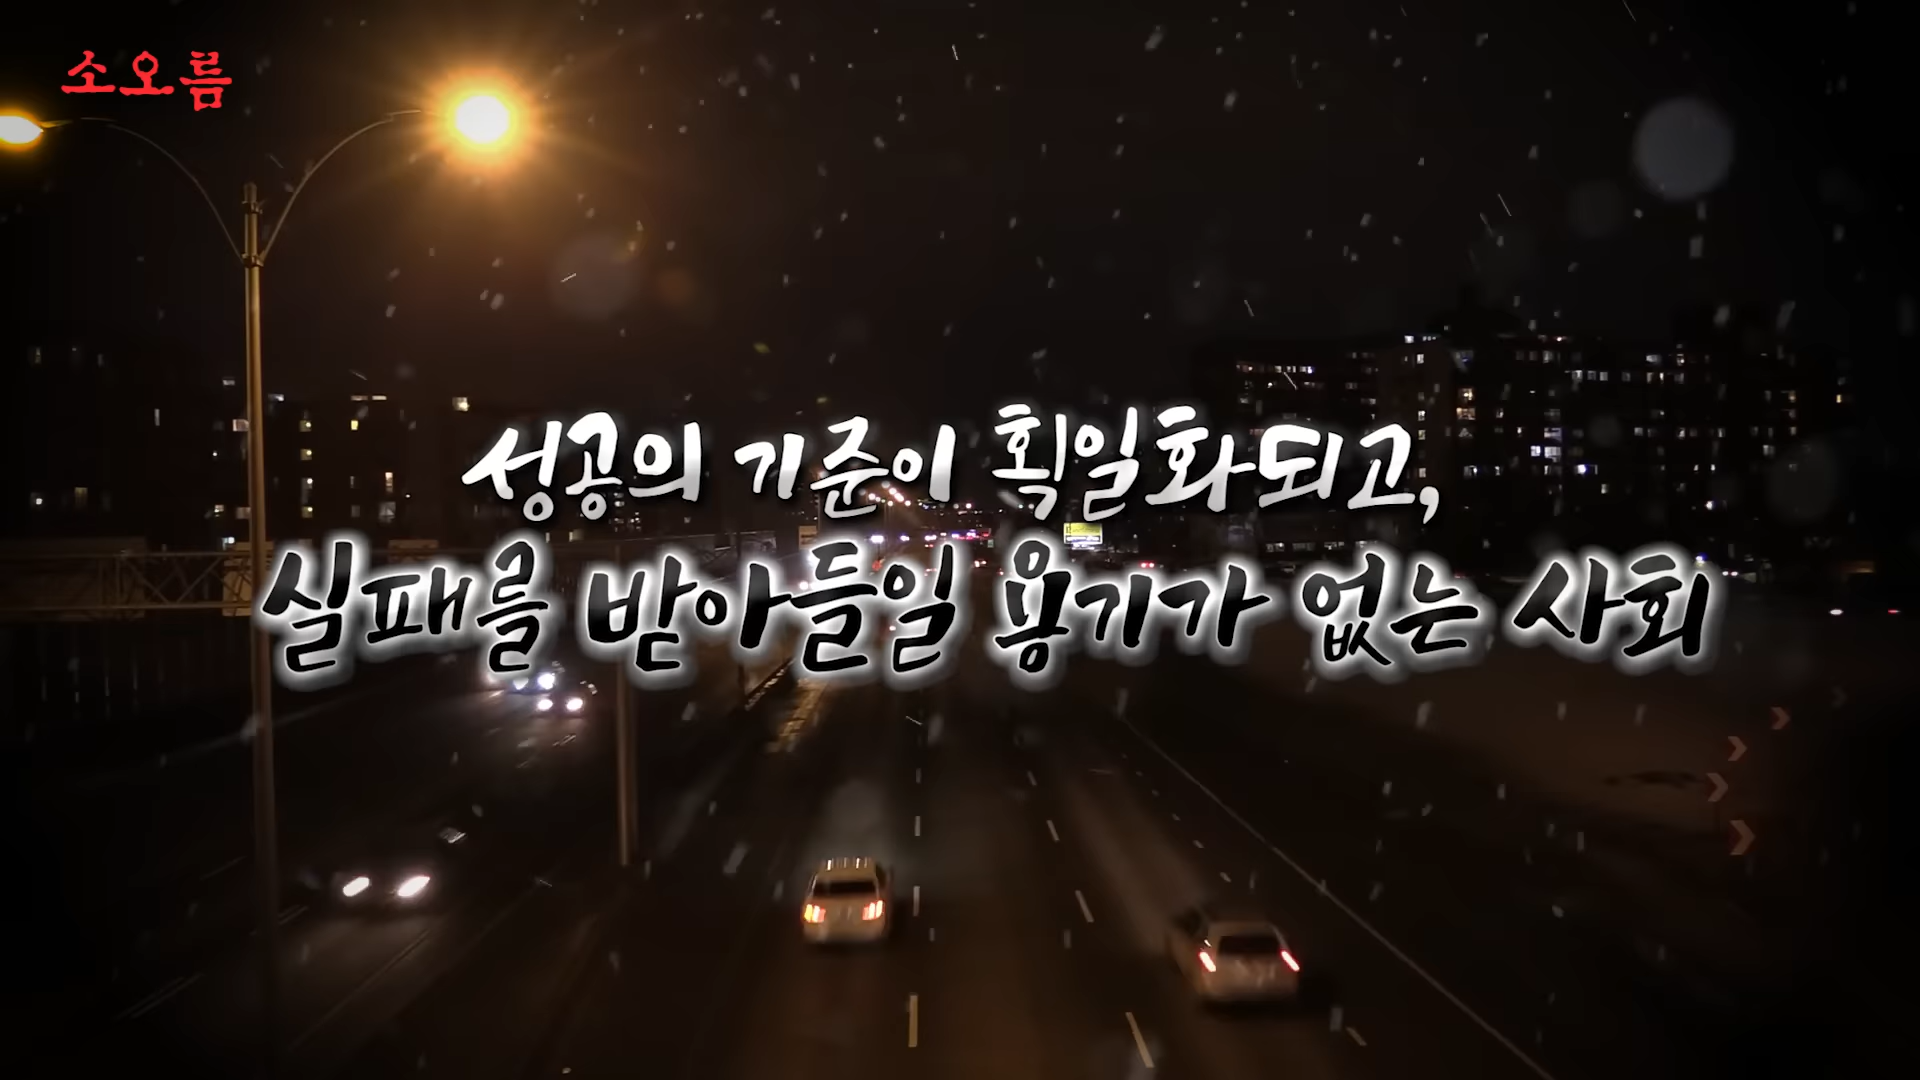 소오름
성공의 기준이 획일화되고,
실패를 받아들일 용기가 없는 사회